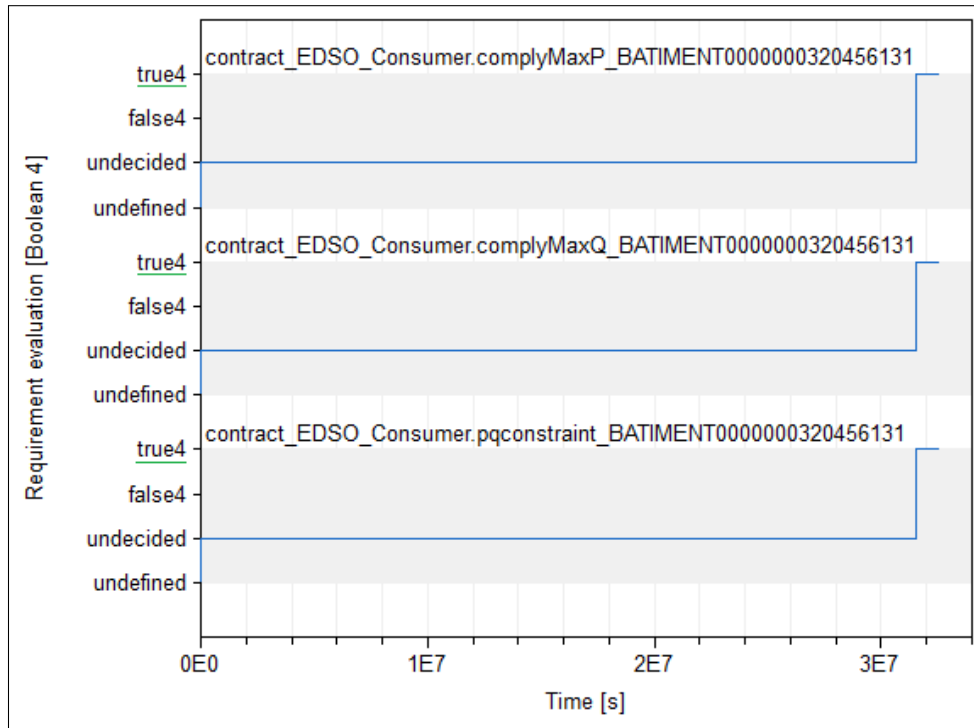 contract_EDSO_Consumer.complyMaxP_BATIMENT0000000320456131
true4
false4
undecided
undefined
contract_EDSO_Consumer.complyMaxQ_BATIMENT0000000320456131
true4
false4
undecided
undefined
contract_EDSO_Consumer.pqconstraint_BATIMENT0000000320456131
true4
false4
undecided
undefined
Requirement evaluation [Boolean 4]
0E0 1E7 2E7 3E7
Time [s]